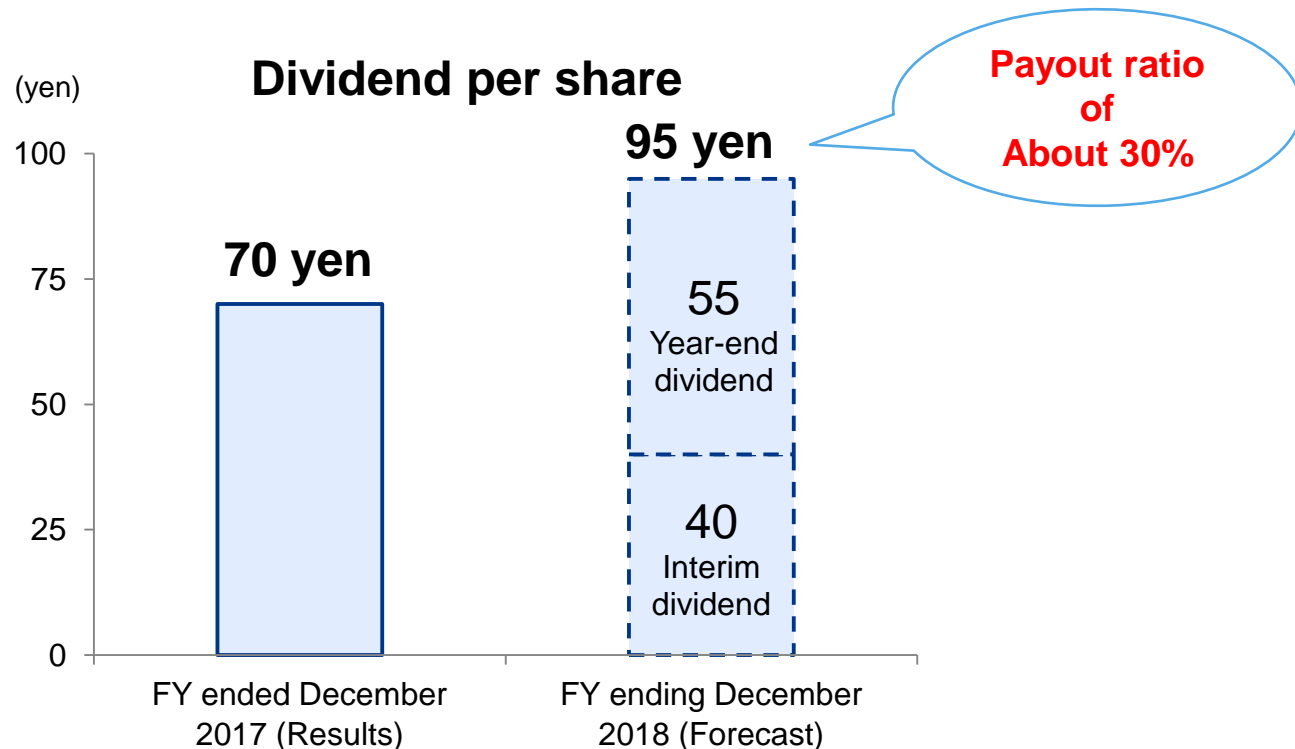 Dividend per share
(yen)
Payout ratio
of
About 30%
100
75
50
25
0
70 yen
95 yen
55
Year-end
dividend
40
Interim
dividend
FY ended December
2017 (Results)
FY ending December
2018 (Forecast)